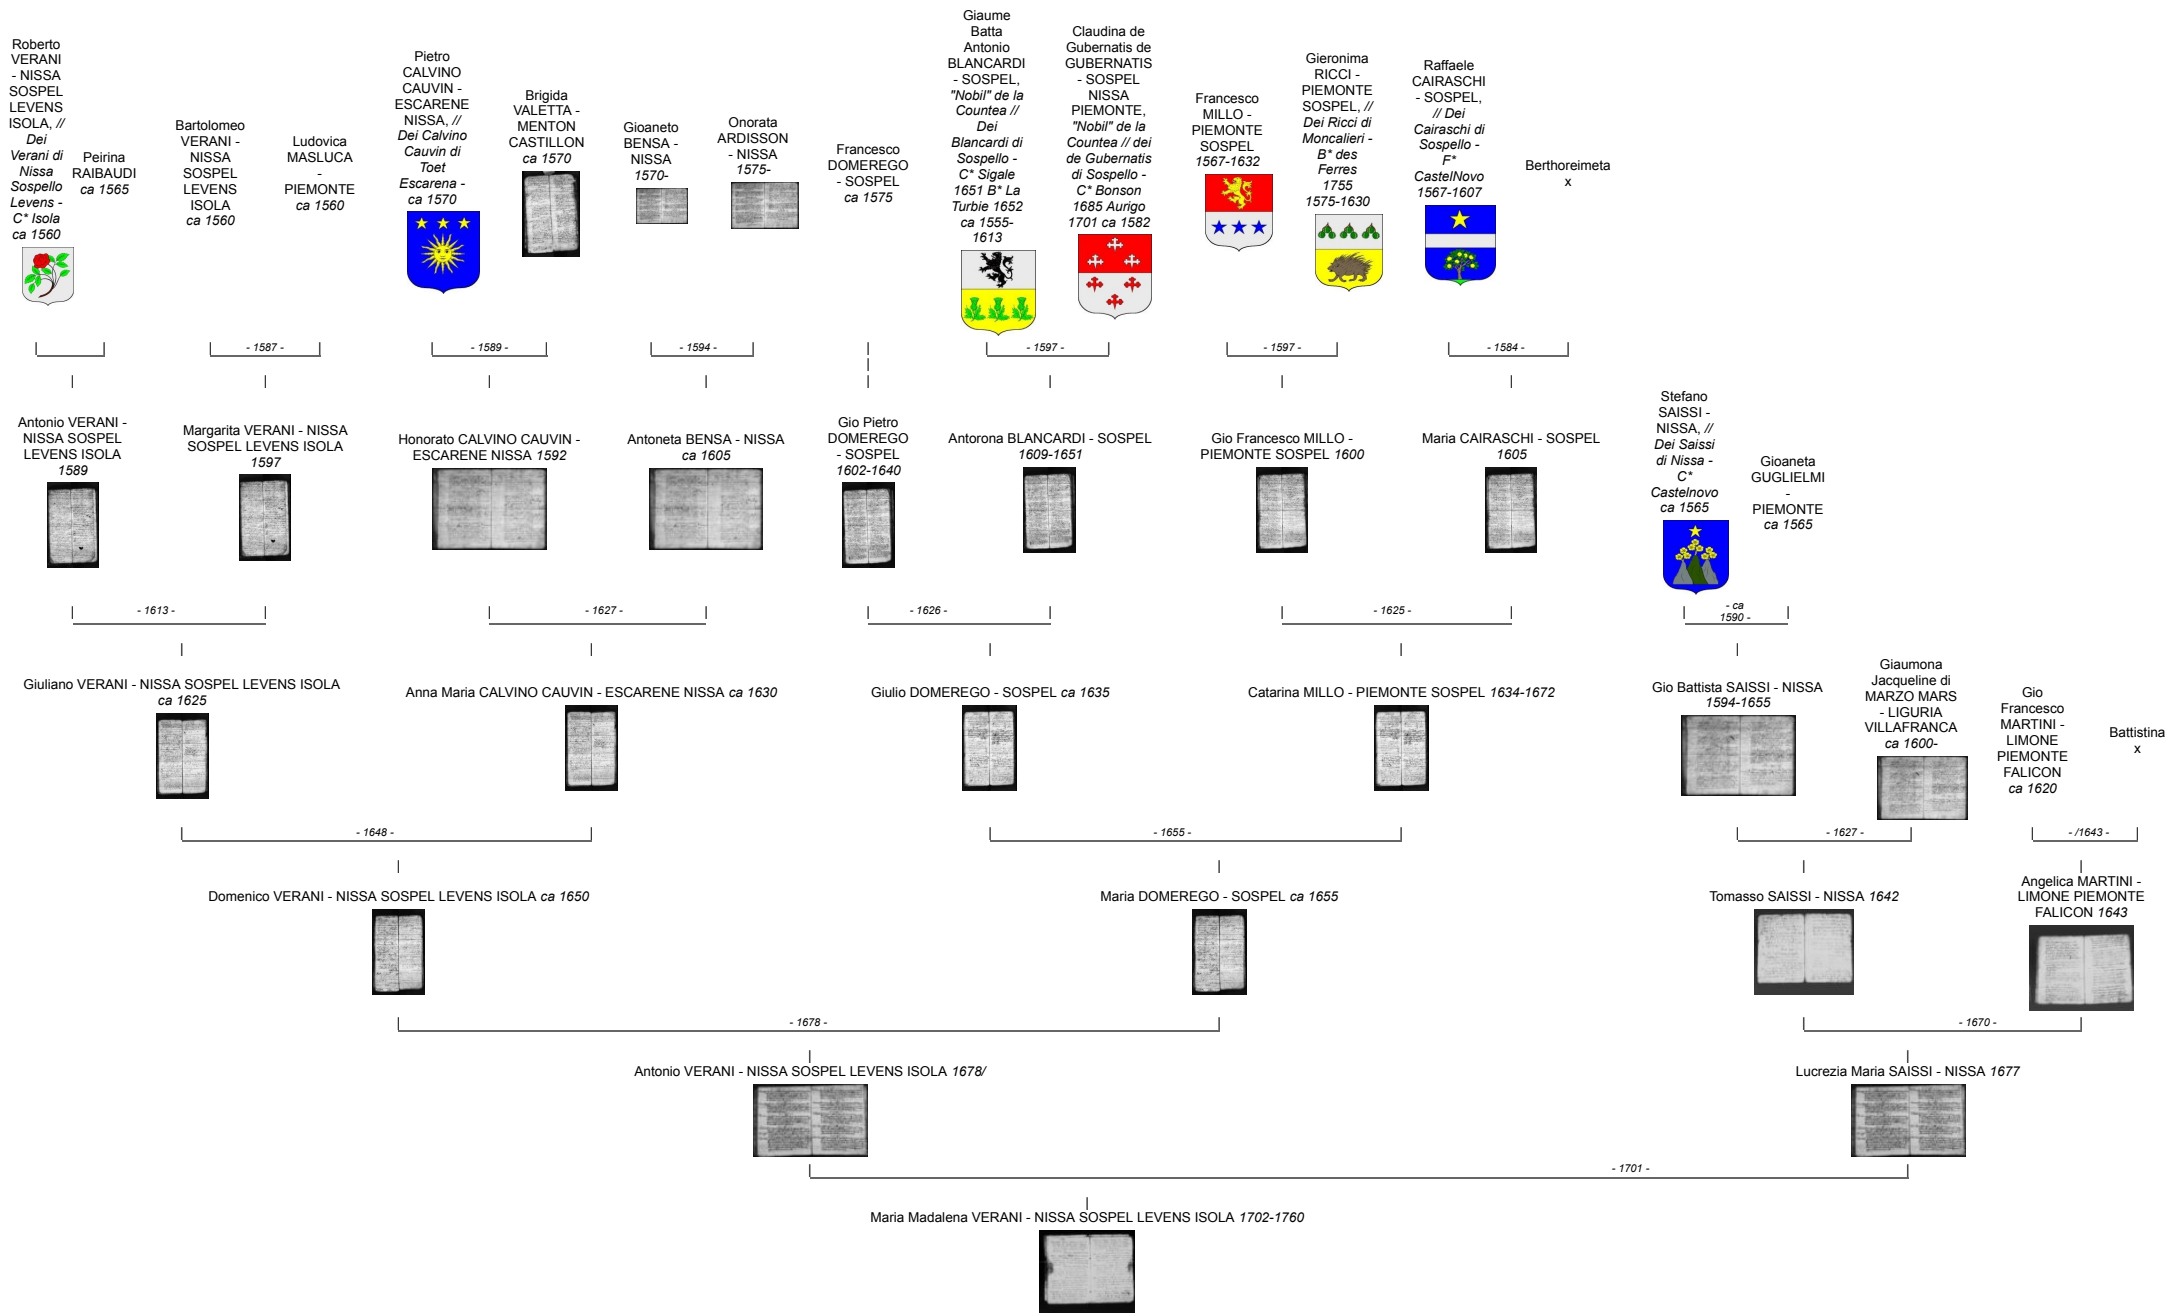 Roberto
VERANI
- NISSA
SOSPEL
LEVENS
ISOLA, //
Dei
Verani di
Nissa
Sospello
Levens -
C* Isola
ca 1560
Peirina
RAIBAUDI
ca 1565
Bartolomeo
VERANI -
NISSA
SOSPEL
LEVENS
ISOLA
ca 1560
Ludovica
MASLUCA
-
PIEMONTE
ca 1560
Pietro
CALVINO
CAUVIN -
ESCARENE
NISSA, //
Dei Calvino
Cauvin di
Toet
Escarena -
ca 1570
Brigida
VALETTA -
MENTON
CASTILLON
ca 1570
Gioaneto
BENSA -
NISSA
1570-
Onorata
ARDISSON
- NISSA
1575-
Francesco
DOMEREGO
- SOSPEL
ca 1575
Giaume
Batta
Antonio
BLANCARDI
- SOSPEL,
"Nobil" de la
Countea //
Dei
Blancardi di
Sospello -
C* Sigale
1651 B* La
Turbie 1652
ca 1555-
1613
Claudina de
Gubernatis de
GUBERNATIS
- SOSPEL
NISSA
PIEMONTE,
"Nobil" de la
Countea // dei
de Gubernatis
di Sospello -
C* Bonson
1685 Aurigo
1701 ca 1582
Francesco
MILLO -
PIEMONTE
SOSPEL
1567-1632
Gieronima
RICCI -
PIEMONTE
SOSPEL, //
Dei Ricci di
Moncalieri -
B* des
Ferres
1755
1575-1630
Raffaele
CAIRASCHI
- SOSPEL,
// Dei
Cairaschi di
Sospello -
F*
CastelNovo
1567-1607
Berthoreimeta
x
- 1587 -
- 1589 -
- 1594 -
- 1597 -
- 1597 -
- 1584 -
Antonio VERANI -
NISSA SOSPEL
LEVENS ISOLA
1589
Margarita VERANI - NISSA
SOSPEL LEVENS ISOLA
1597
Honorato CALVINO CAUVIN -
ESCARENE NISSA 1592
Antoneta BENSA - NISSA
ca 1605
Gio Pietro
DOMEREGO
- SOSPEL
1602-1640
Antorona BLANCARDI - SOSPEL
1609-1651
Gio Francesco MILLO -
PIEMONTE SOSPEL 1600
Maria CAIRASCHI - SOSPEL
1605
Stefano
SAISSI -
NISSA, //
Dei Saissi
di Nissa -
C*
Castelnovo
ca 1565
Gioaneta
GUGLIELMI
-
PIEMONTE
ca 1565
- 1613 -
- 1627 -
- 1626 -
- 1625 -
- ca
1590 -
Giuliano VERANI - NISSA SOSPEL LEVENS ISOLA
ca 1625
Anna Maria CALVINO CAUVIN - ESCARENE NISSA ca 1630
Giulio DOMEREGO - SOSPEL ca 1635
Catarina MILLO - PIEMONTE SOSPEL 1634-1672
Gio Battista SAISSI - NISSA
1594-1655
Giaumona
Jacqueline di
MARZO MARS
- LIGURIA
VILLAFRANCA
ca 1600-
Gio
Francesco
MARTINI -
LIMONE
PIEMONTE
FALICON
ca 1620
Battistina
x
- 1648 -
- 1655 -
- 1627 -
- /1643 -
Domenico VERANI - NISSA SOSPEL LEVENS ISOLA ca 1650
Maria DOMEREGO - SOSPEL ca 1655
Tomasso SAISSI - NISSA 1642
Angelica MARTINI -
LIMONE PIEMONTE
FALICON 1643
- 1678 -
- 1670 -
Antonio VERANI - NISSA SOSPEL LEVENS ISOLA 1678/
Lucrezia Maria SAISSI - NISSA 1677
- 1701 -
Maria Madalena VERANI - NISSA SOSPEL LEVENS ISOLA 1702-1760